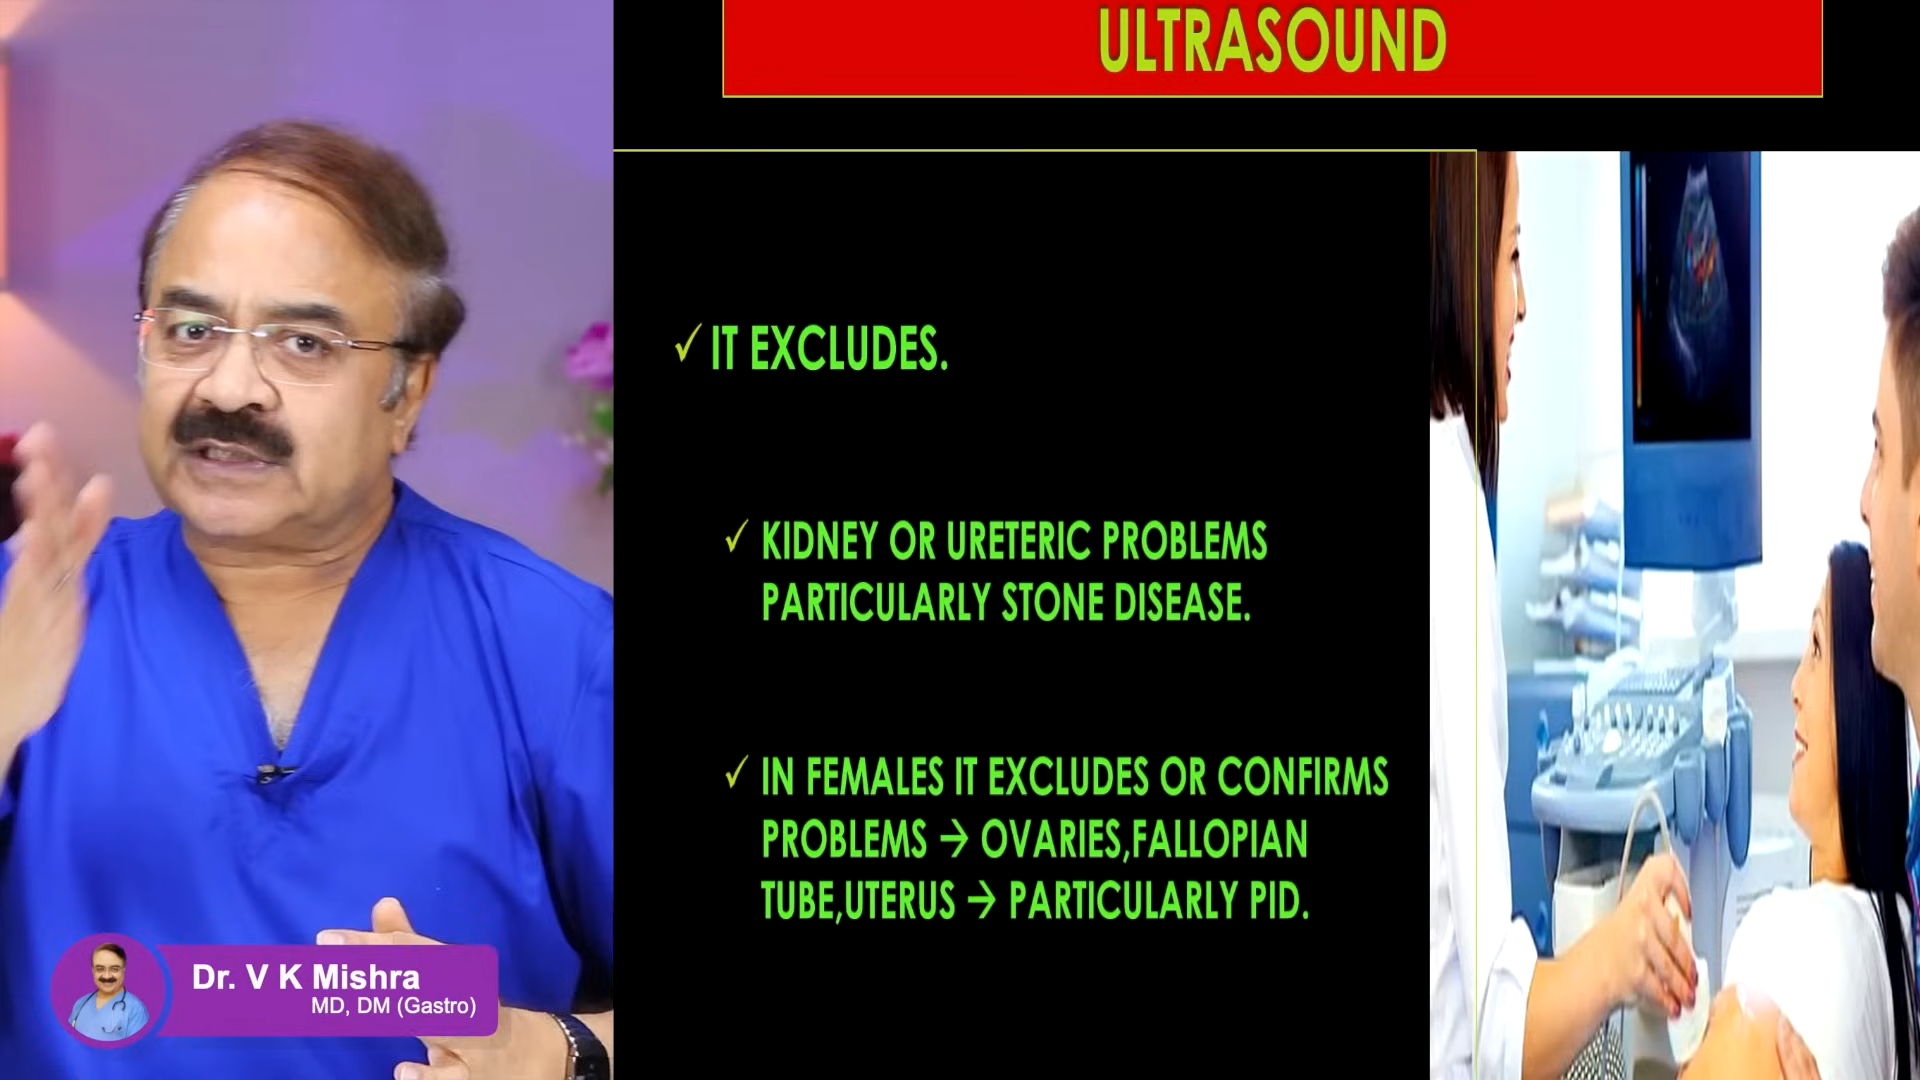 ULTRASOUND
✓ IT EXCLUDES.
✓ KIDNEY OR URETERIC PROBLEMS
PARTICULARLY STONE DISEASE.
✓ IN FEMALES IT EXCLUDES OR CONFIRMS
PROBLEMS → OVARIES,FALLOPIAN
TUBE,UTERUS → PARTICULARLY PID.
Dr. V K Mishra
MD, DM (Gastro)